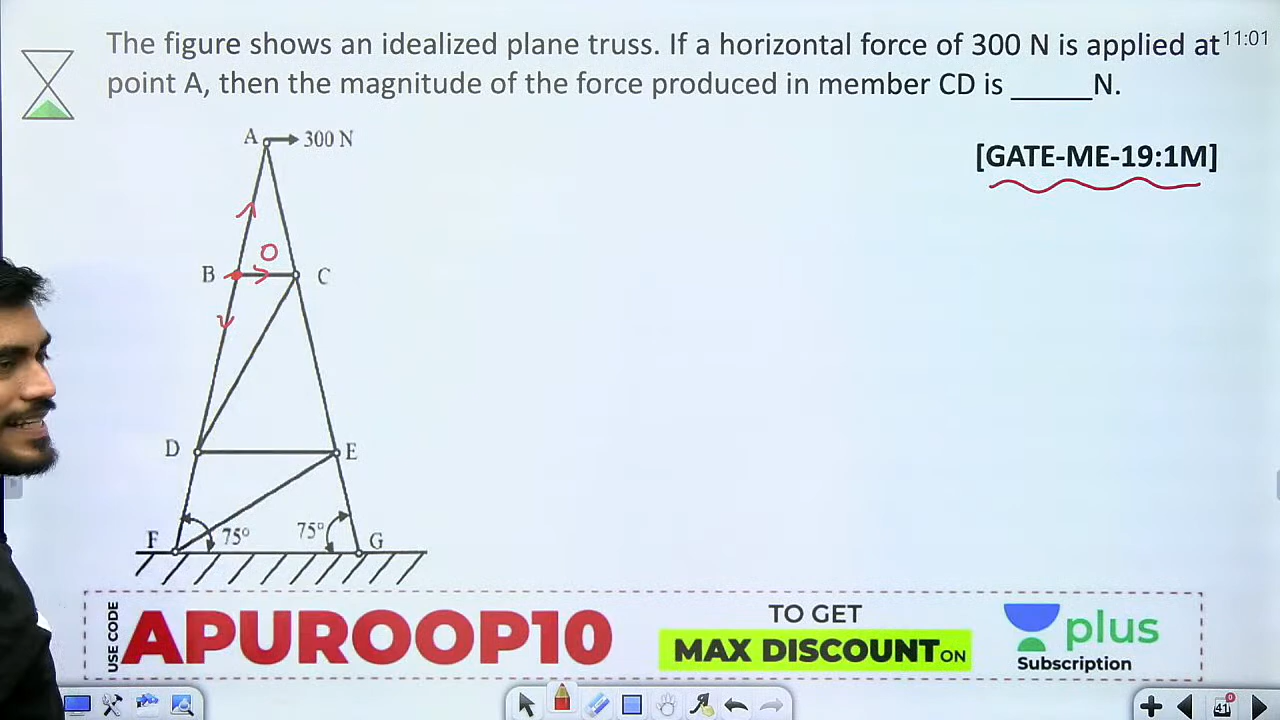 The figure shows an idealized plane truss. If a horizontal force of 300 N is applied at
11:01
point A, then the magnitude of the force produced in member CD is _____N.
[GATE-ME-19:1M]
A
300 N
O
B
C
D
E
F
75°
75°
G
USE CODE
APUROOP10
TO GET
MAX DISCOUNT ON
plus
Subscription
41
0